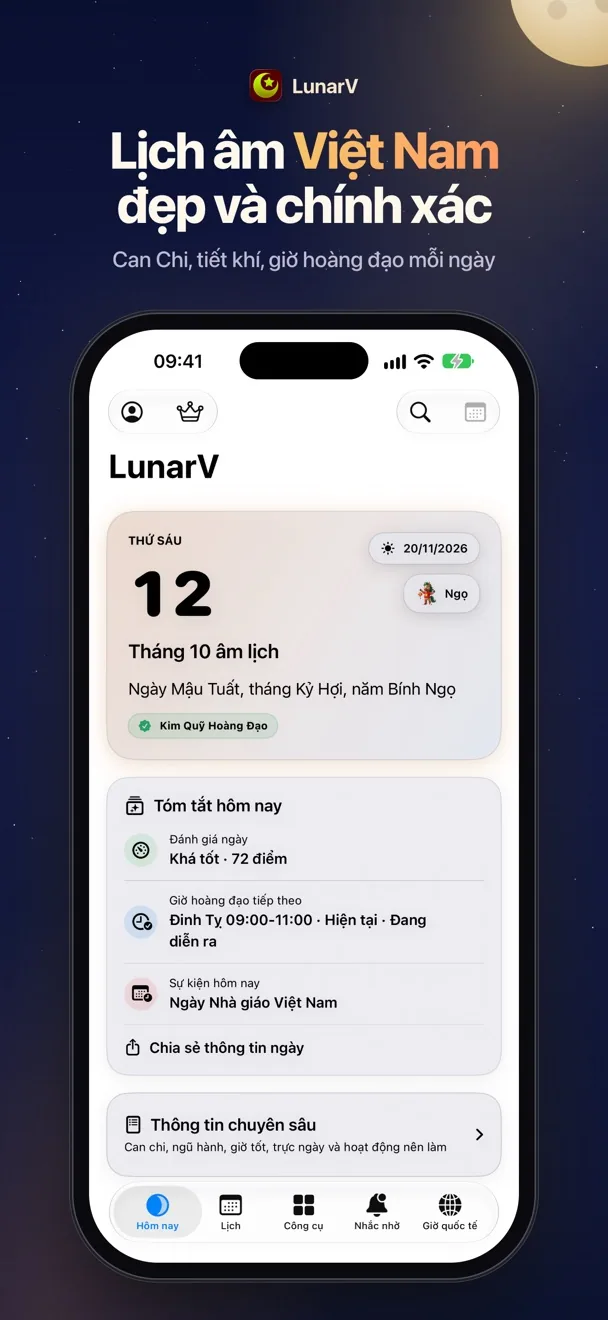 LunarV
Lịch âm Việt Nam
đẹp và chính xác
Can Chi, tiết khí, giờ hoàng đạo mỗi ngày
09:41
LunarV
THỨ SÁU
20/11/2026
12
Ngọ
Tháng 10 âm lịch
Ngày Mậu Tuất, tháng Kỷ Hợi, năm Bính Ngọ
Kim Quỹ Hoàng Đạo
Tóm tắt hôm nay
Đánh giá ngày
Khá tốt · 72 điểm
Giờ hoàng đạo tiếp theo
Đinh Tỵ 09:00-11:00 · Hiện tại · Đang
diễn ra
Sự kiện hôm nay
Ngày Nhà giáo Việt Nam
Chia sẻ thông tin ngày
Thông tin chuyên sâu
Can chi, ngũ hành, giờ tốt, trực ngày và hoạt động nên làm
Hôm nay
Lịch
Công cụ
Nhắc nhở
Giờ quốc tế